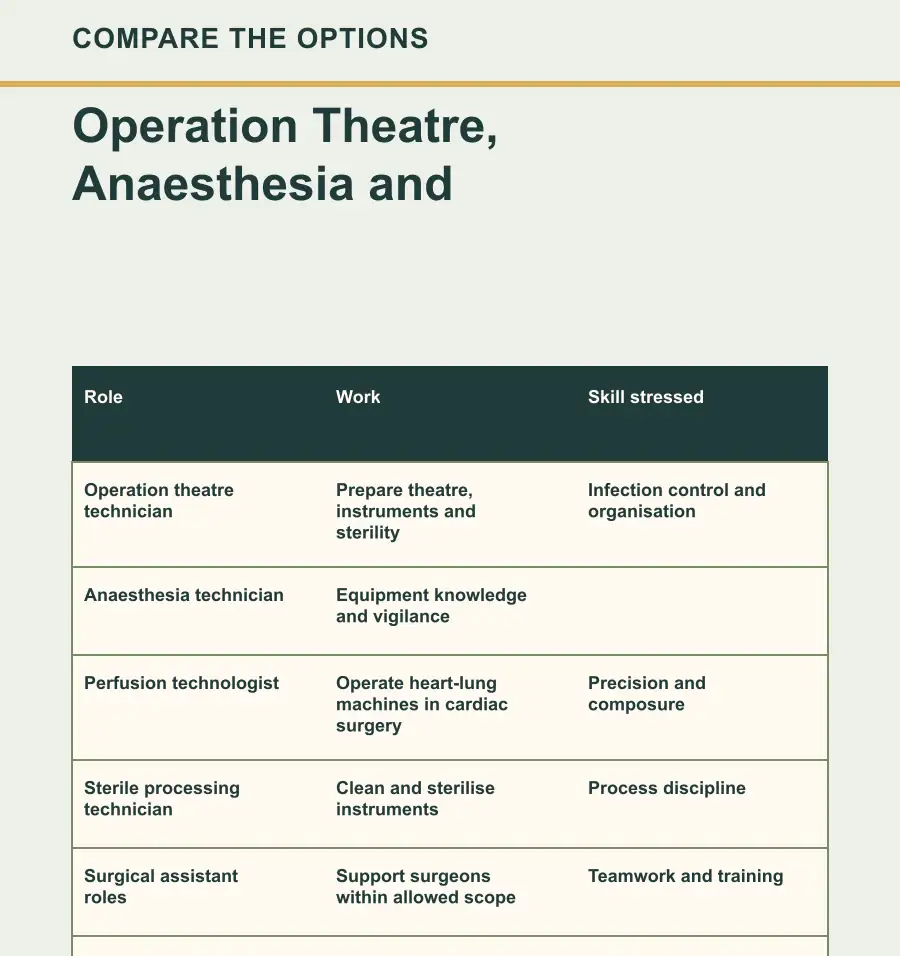 COMPARE THE OPTIONS
Operation Theatre,
Anaesthesia and
Role Work Skill stressed
Operation theatre Prepare theatre, Infection control and
technician instruments and organisation
sterility
Anaesthesia technician Equipment knowledge
and vigilance
Perfusion technologist Operate heart-lung Precision and
machines in cardiac composure
surgery
Sterile processing Clean and sterilise Process discipline
technician instruments
Surgical assistant Support surgeons Teamwork and training
roles within allowed scope